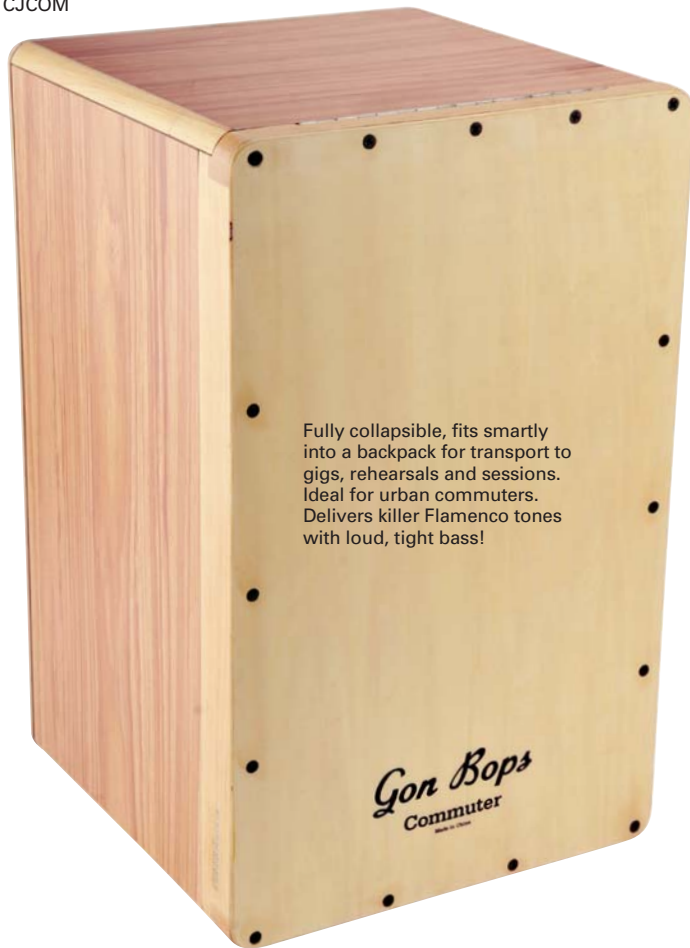 CJCOM
Fully collapsible, fits smartly
into a backpack for transport to
gigs, rehearsals and sessions.
Ideal for urban commuters.
Delivers killer Flamenco tones
with loud, tight bass!
Gon Bops
Commuter
Made in China